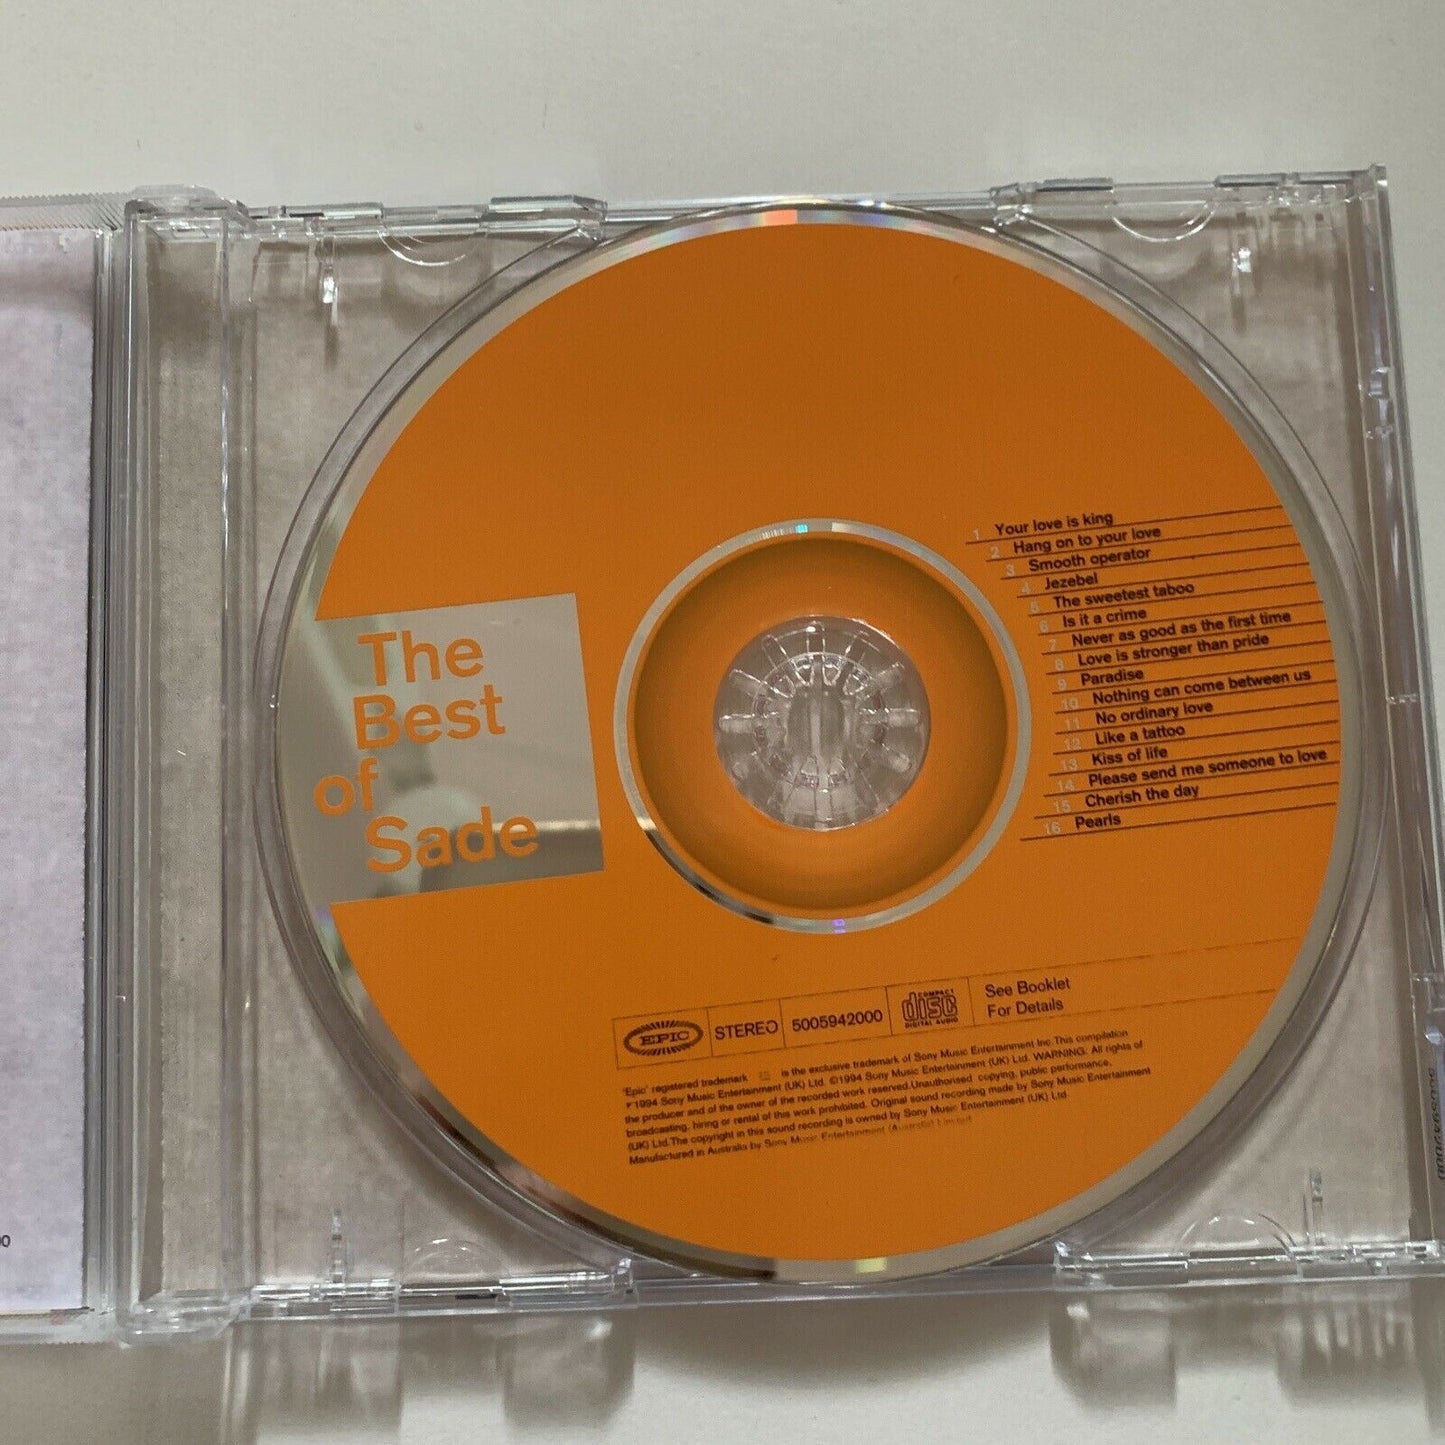 The
Best
of
Sade
1 Your love is king
2 Hang on to your love
3 Smooth operator
4 Jezebel
5 The sweetest taboo
6 Is it a crime
7 Never as good as the first time
8 Love is stronger than pride
9 Paradise
10 Nothing can come between us
11 No ordinary love
12 Like a tattoo
13 Kiss of life
14 Please send me someone to love
15 Cherish the day
16 Pearls
EPIC
STEREO
5005942000
COMPACT
disc
DIGITAL AUDIO
See Booklet
For Details
'Epic' registered trademark is the exclusive trademark of Sony Music Entertainment Inc.This compilation
℗1994 Sony Music Entertainment (UK) Ltd. ©1994 Sony Music Entertainment (UK) Ltd. WARNING: All rights of
the producer and of the owner of the recorded work reserved.Unauthorised copying, public performance,
broadcasting, hiring or rental of this work prohibited. Original sound recording made by Sony Music Entertainment
(UK) Ltd.The copyright in this sound recording is owned by Sony Music Entertainment (UK) Ltd
Manufactured in Australia by Sony Music Entertainment (Australia) Limited
5005942000